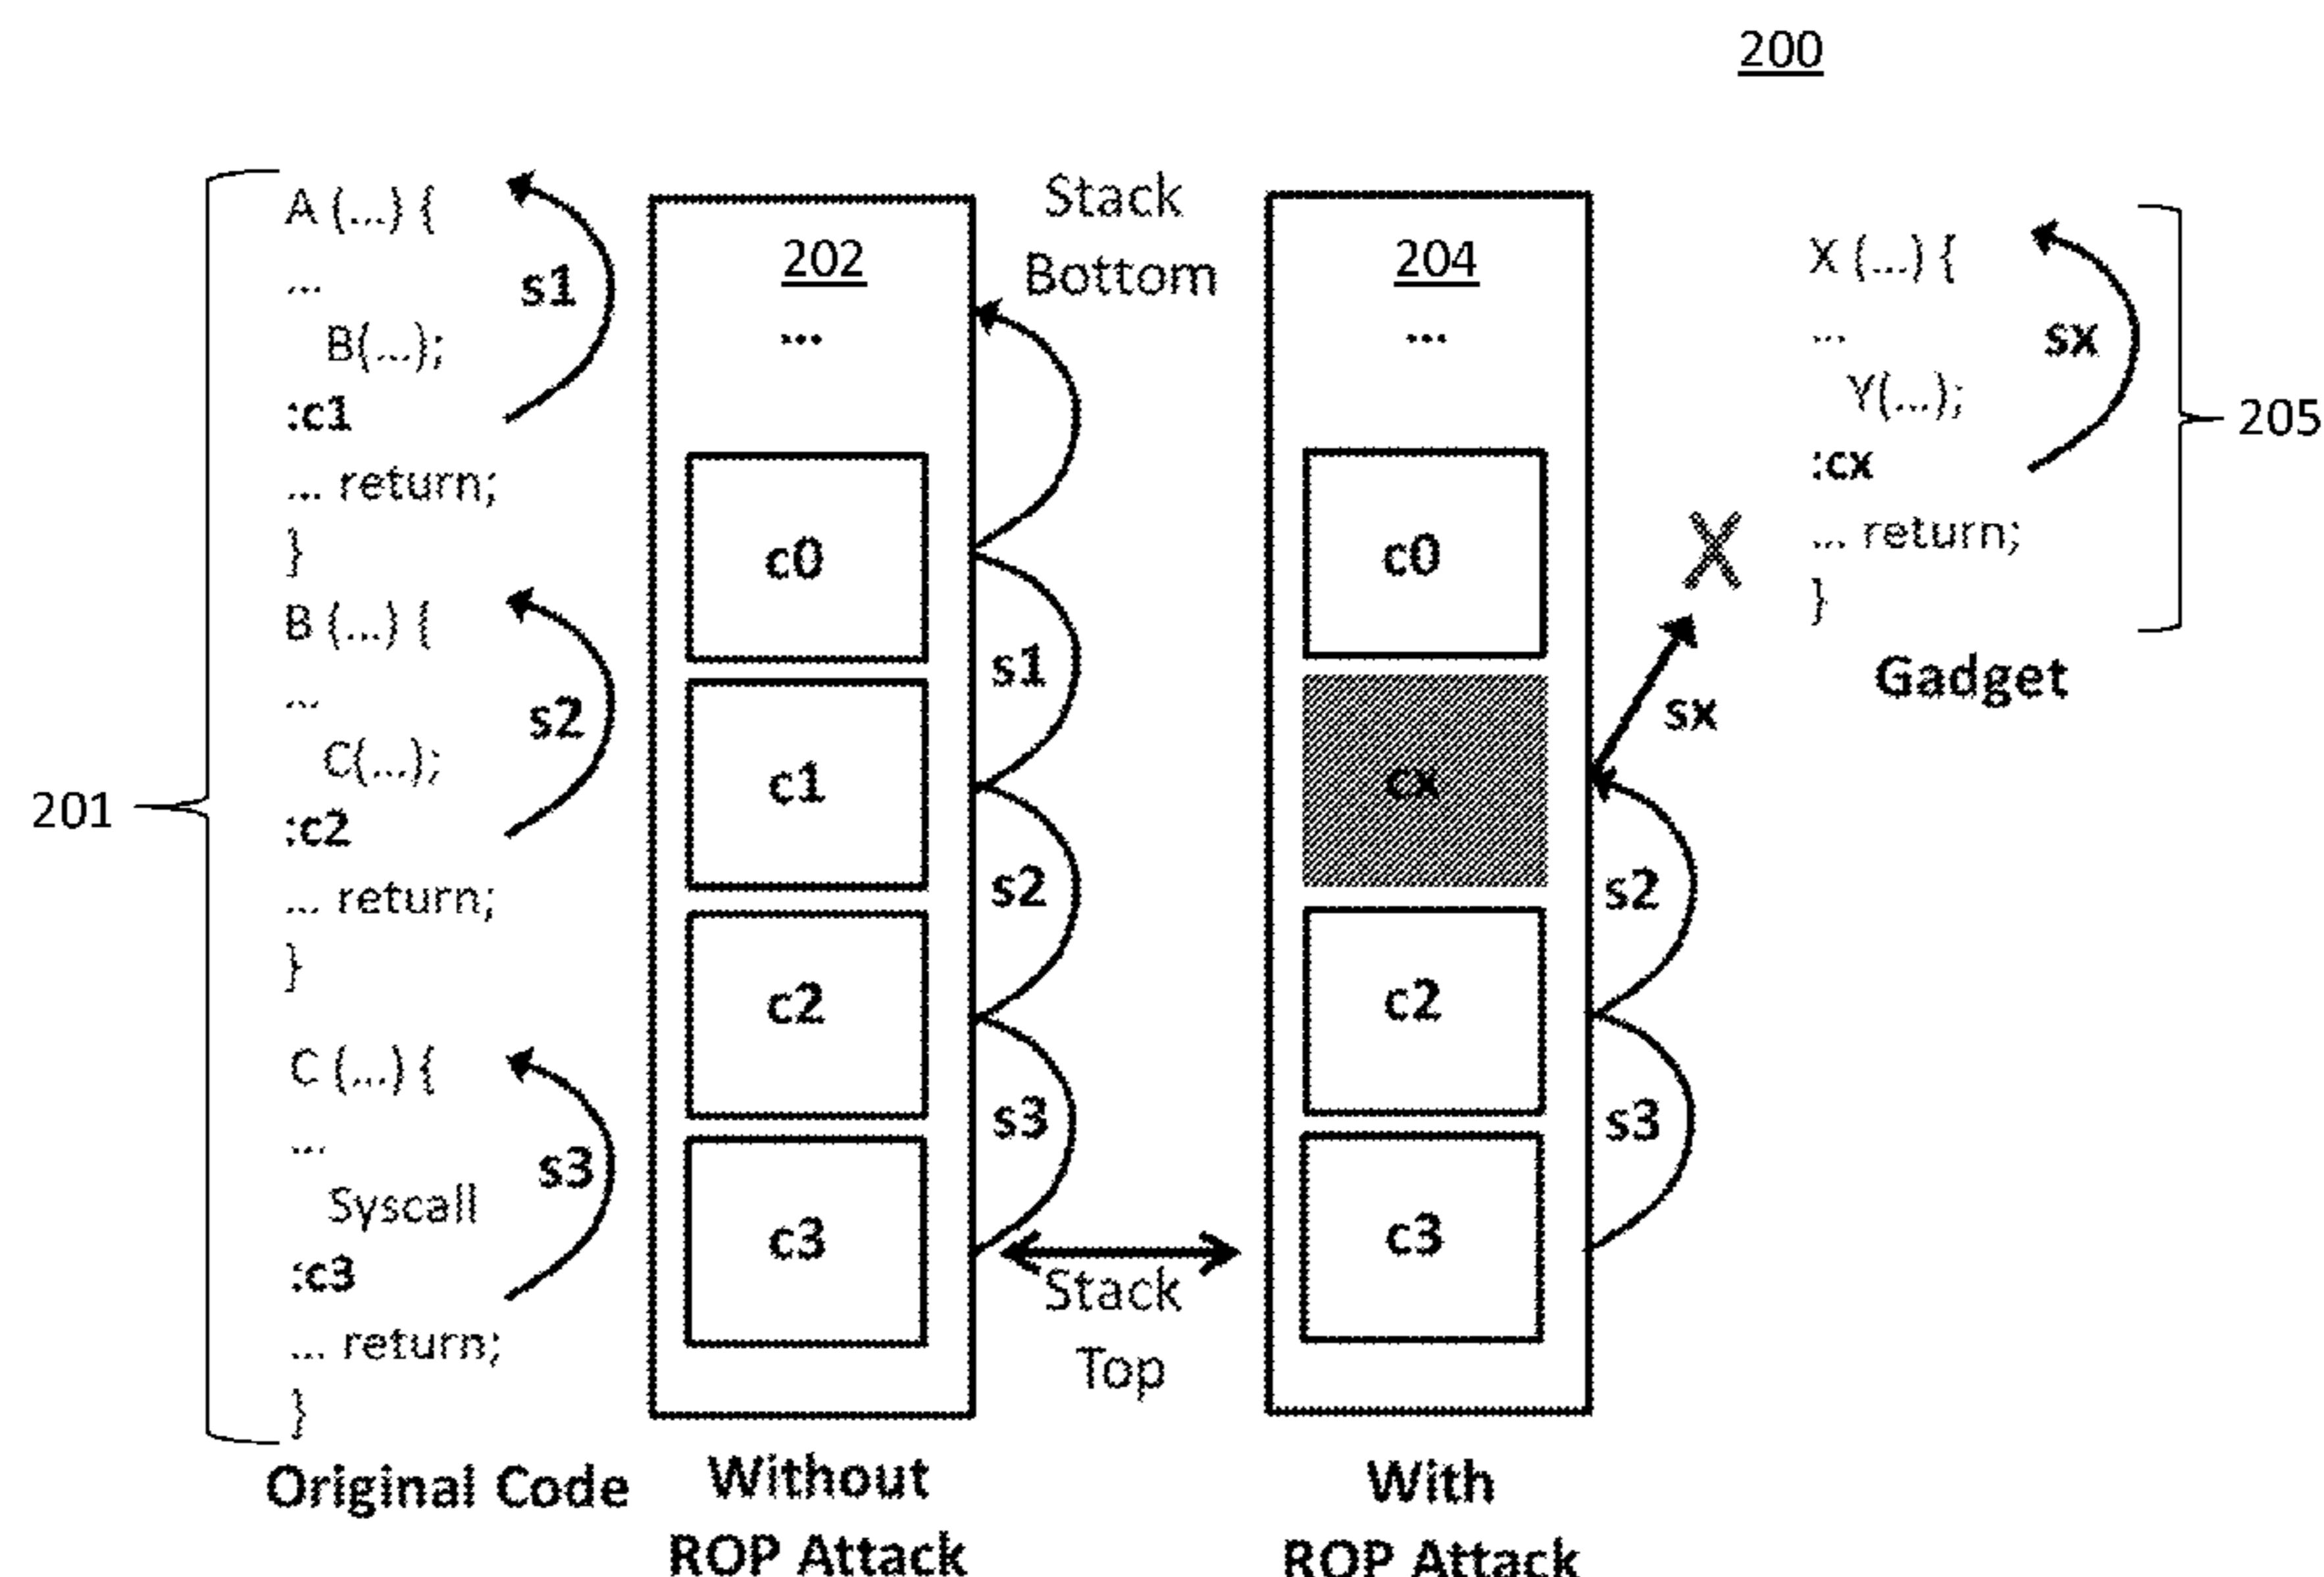 200
201
A (...) {
...
B(...);
:c1
... return;
}
s1
B (...) {
...
C(...);
:c2
... return;
}
s2
C (...) {
...
Syscall
:c3
... return;
}
s3
Original Code
202
...
c0
c1
c2
c3
Without
ROP Attack
Stack
Bottom
s1
s2
s3
Stack
Top
204
...
c0
cx
c2
c3
With
ROP Attack
sx
s2
s3
X
X (...) {
...
Y(...);
:cx
... return;
}
sx
Gadget
205